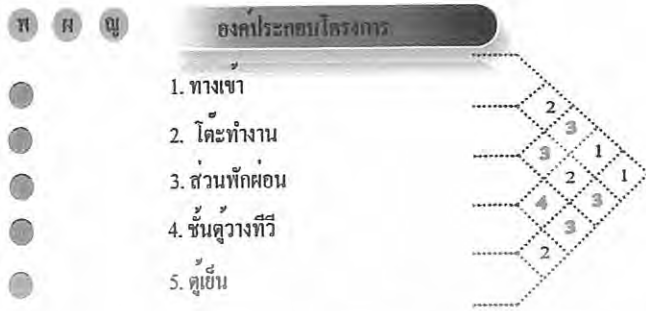 พ ผ ญ องค์ประกอบโครงการ
1. ทางเข้า
2. โต๊ะทำงาน
3. ส่วนพักผ่อน
4. ชั้นตู้วางทีวี
5. ตู้เย็น
2
3
3
1
2
1
4
3
3
2